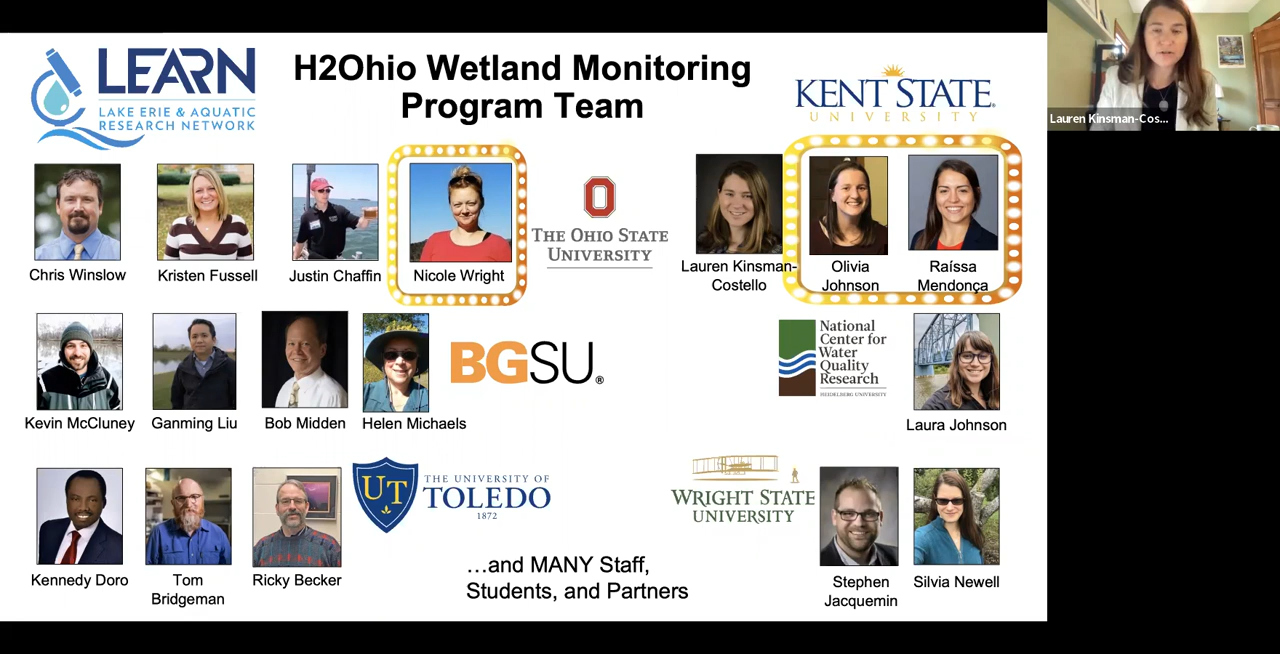 LEARN
LAKE ERIE & AQUATIC
RESEARCH NETWORK
H2Ohio Wetland Monitoring
Program Team
KENT STATE®
UNIVERSITY
Lauren Kinsman-Cos...
Chris Winslow
Kristen Fussell
Justin Chaffin
Nicole Wright
THE OHIO STATE
UNIVERSITY
Lauren Kinsman-
Costello
Olivia
Johnson
Raíssa
Mendonça
Kevin McCluney
Ganming Liu
Bob Midden
Helen Michaels
BGSU®
National
Center for
Water
Quality
Research
HEIDELBERG UNIVERSITY
Laura Johnson
Kennedy Doro
Tom
Bridgeman
Ricky Becker
UT
THE UNIVERSITY OF
TOLEDO
1872
WRIGHT STATE
UNIVERSITY
Stephen
Jacquemin
Silvia Newell
...and MANY Staff,
Students, and Partners